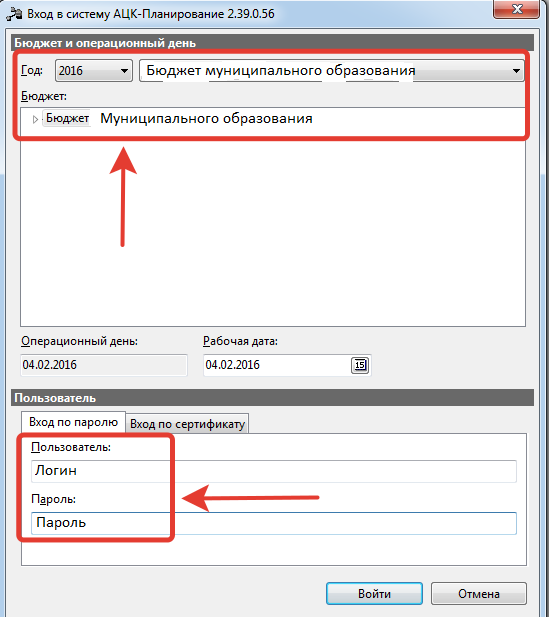 Вход в систему АЦК-Планирование 2.39.0.56
Бюджет и операционный день
Год: 2016 Бюджет муниципального образования
Бюджет:
Бюджет Муниципального образования
Операционный день: Рабочая дата:
04.02.2016 04.02.2016 15
Пользователь
Вход по паролю Вход по сертификату
Пользователь:
Логин
Пароль:
Пароль
Войти Отмена